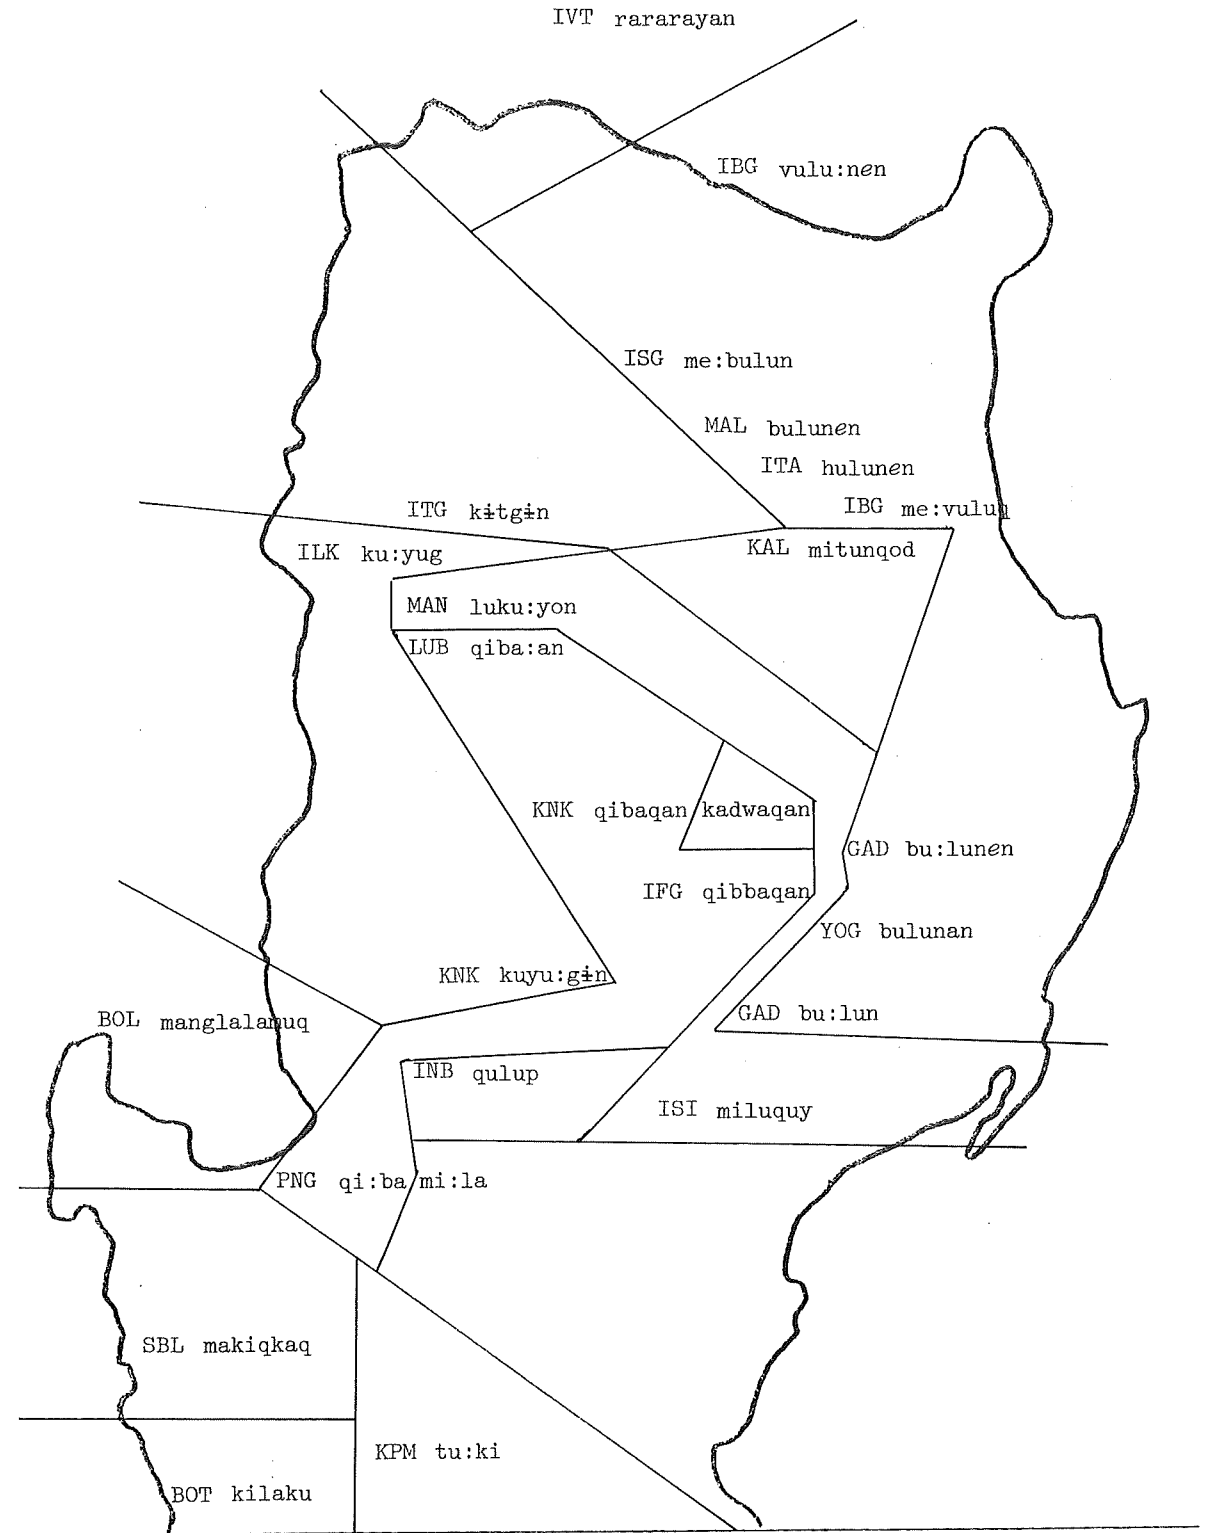 IVT rararayan
IBG vulu:nen
ISG me:bulun
MAL bulunen
ITA hulunen
IBG me:vuluq
ITG kɨtgɨn
KAL mitunqod
ILK ku:yug
MAN luku:yon
LUB qiba:an
KNK qibaqan kadwaqan
GAD bu:lunen
IFG qibbaqan
YOG bulunan
KNK kuyu:gɨn
GAD bu:lun
BOL manglalamuq
INB qulup
ISI miluquy
PNG qi:ba mi:la
SBL makiqkaq
KPM tu:ki
BOT kilaku